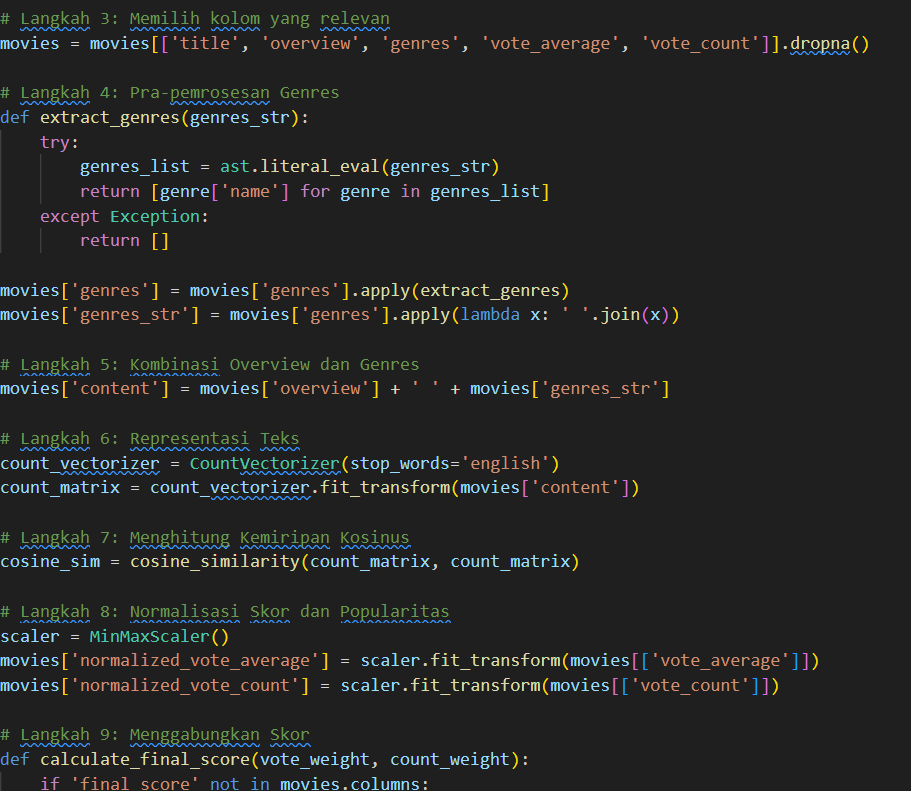 # Langkah 3: Memilih kolom yang relevan
movies = movies[['title', 'overview', 'genres', 'vote_average', 'vote_count']].dropna()
# Langkah 4: Pra-pemrosesan Genres
def extract_genres(genres_str):
    try:
        genres_list = ast.literal_eval(genres_str)
        return [genre['name'] for genre in genres_list]
    except Exception:
        return []
movies['genres'] = movies['genres'].apply(extract_genres)
movies['genres_str'] = movies['genres'].apply(lambda x: ' '.join(x))
# Langkah 5: Kombinasi Overview dan Genres
movies['content'] = movies['overview'] + ' ' + movies['genres_str']
# Langkah 6: Representasi Teks
count_vectorizer = CountVectorizer(stop_words='english')
count_matrix = count_vectorizer.fit_transform(movies['content'])
# Langkah 7: Menghitung Kemiripan Kosinus
cosine_sim = cosine_similarity(count_matrix, count_matrix)
# Langkah 8: Normalisasi Skor dan Popularitas
scaler = MinMaxScaler()
movies['normalized_vote_average'] = scaler.fit_transform(movies[['vote_average']])
movies['normalized_vote_count'] = scaler.fit_transform(movies[['vote_count']])
# Langkah 9: Menggabungkan Skor
def calculate_final_score(vote_weight, count_weight):
    if 'final_score' not in movies.columns: